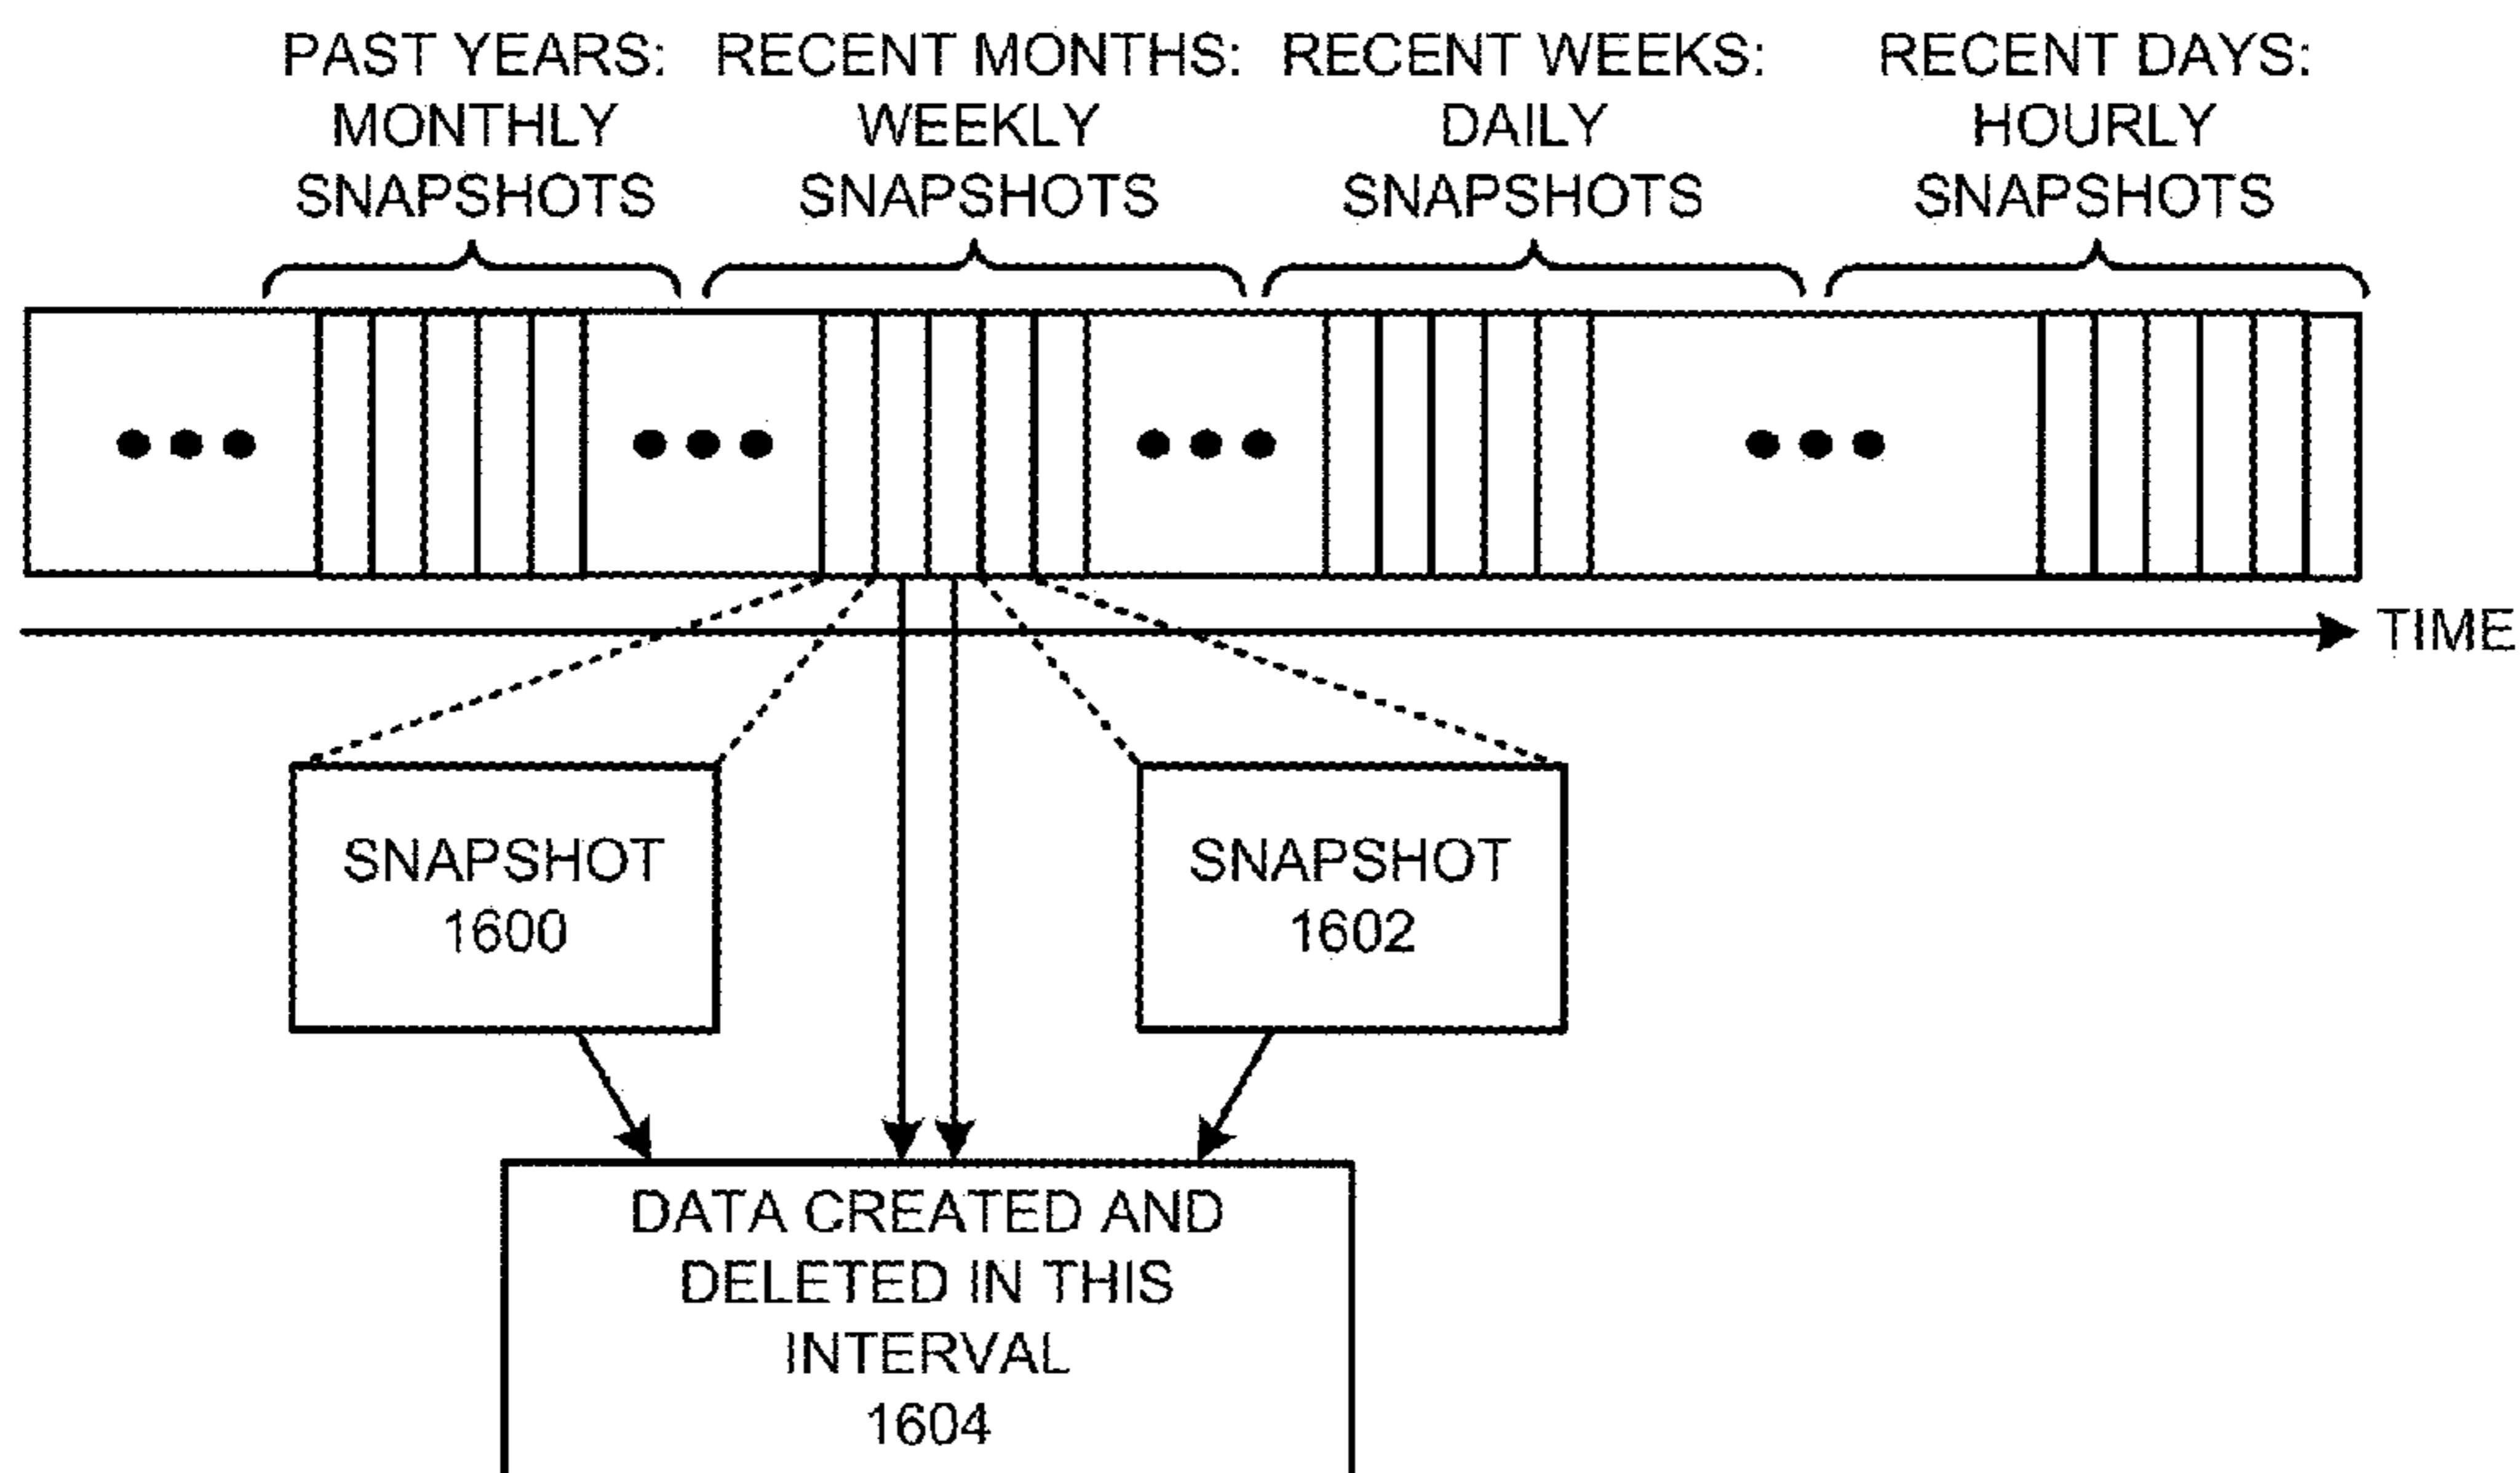 PAST YEARS:
MONTHLY
SNAPSHOTS
RECENT MONTHS:
WEEKLY
SNAPSHOTS
RECENT WEEKS:
DAILY
SNAPSHOTS
RECENT DAYS:
HOURLY
SNAPSHOTS
TIME
SNAPSHOT
1600
SNAPSHOT
1602
DATA CREATED AND
DELETED IN THIS
INTERVAL
1604